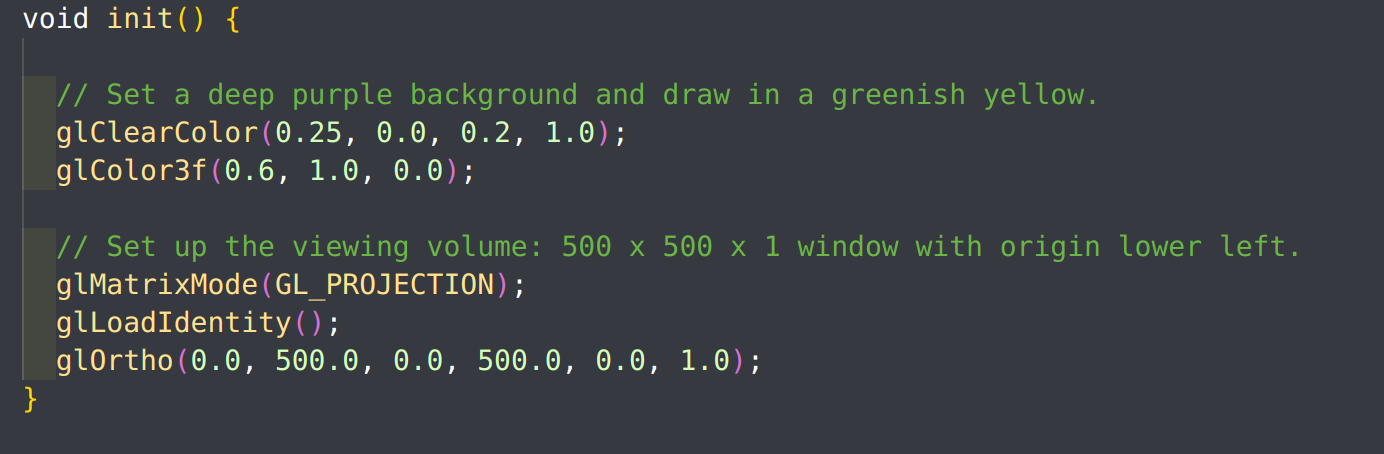 void init() {
// Set a deep purple background and draw in a greenish yellow.
glClearColor(0.25, 0.0, 0.2, 1.0);
glColor3f(0.6, 1.0, 0.0);
// Set up the viewing volume: 500 x 500 x 1 window with origin lower left.
glMatrixMode(GL_PROJECTION);
glLoadIdentity();
glOrtho(0.0, 500.0, 0.0, 500.0, 0.0, 1.0);
}